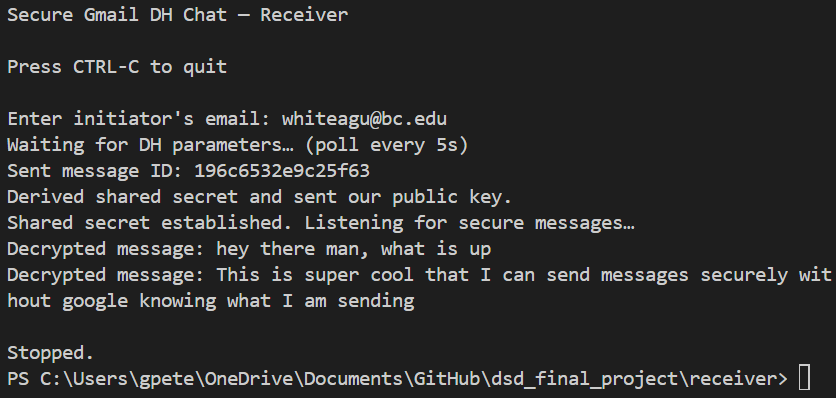 Secure Gmail DH Chat — Receiver
Press CTRL-C to quit
Enter initiator's email: whiteagu@bc.edu
Waiting for DH parameters… (poll every 5s)
Sent message ID: 196c6532e9c25f63
Derived shared secret and sent our public key.
Shared secret established. Listening for secure messages…
Decrypted message: hey there man, what is up
Decrypted message: This is super cool that I can send messages securely wit
hout google knowing what I am sending
Stopped.
PS C:\Users\gpete\OneDrive\Documents\GitHub\dsd_final_project\receiver>